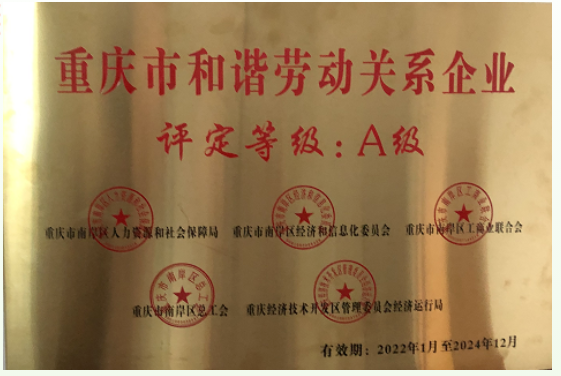 重庆市和谐劳动关系企业
评定等级：A级
重庆市南岸区人力资源和社会保障局 重庆市南岸区经济和信息化委员会 重庆市南岸区工商业联合会
重庆市南岸区总工会 重庆经济技术开发区管理委员会经济运行局
有效期：2022年1月至2024年12月